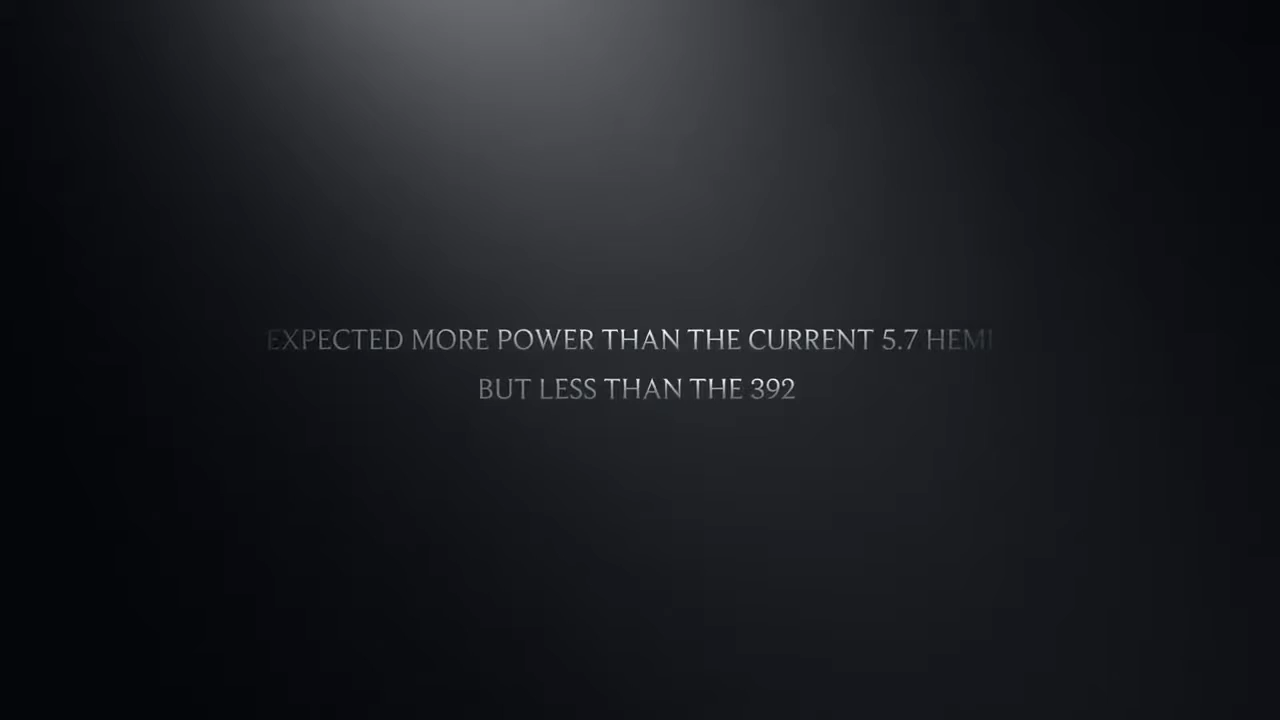 EXPECTED MORE POWER THAN THE CURRENT 5.7 HEMI
BUT LESS THAN THE 392